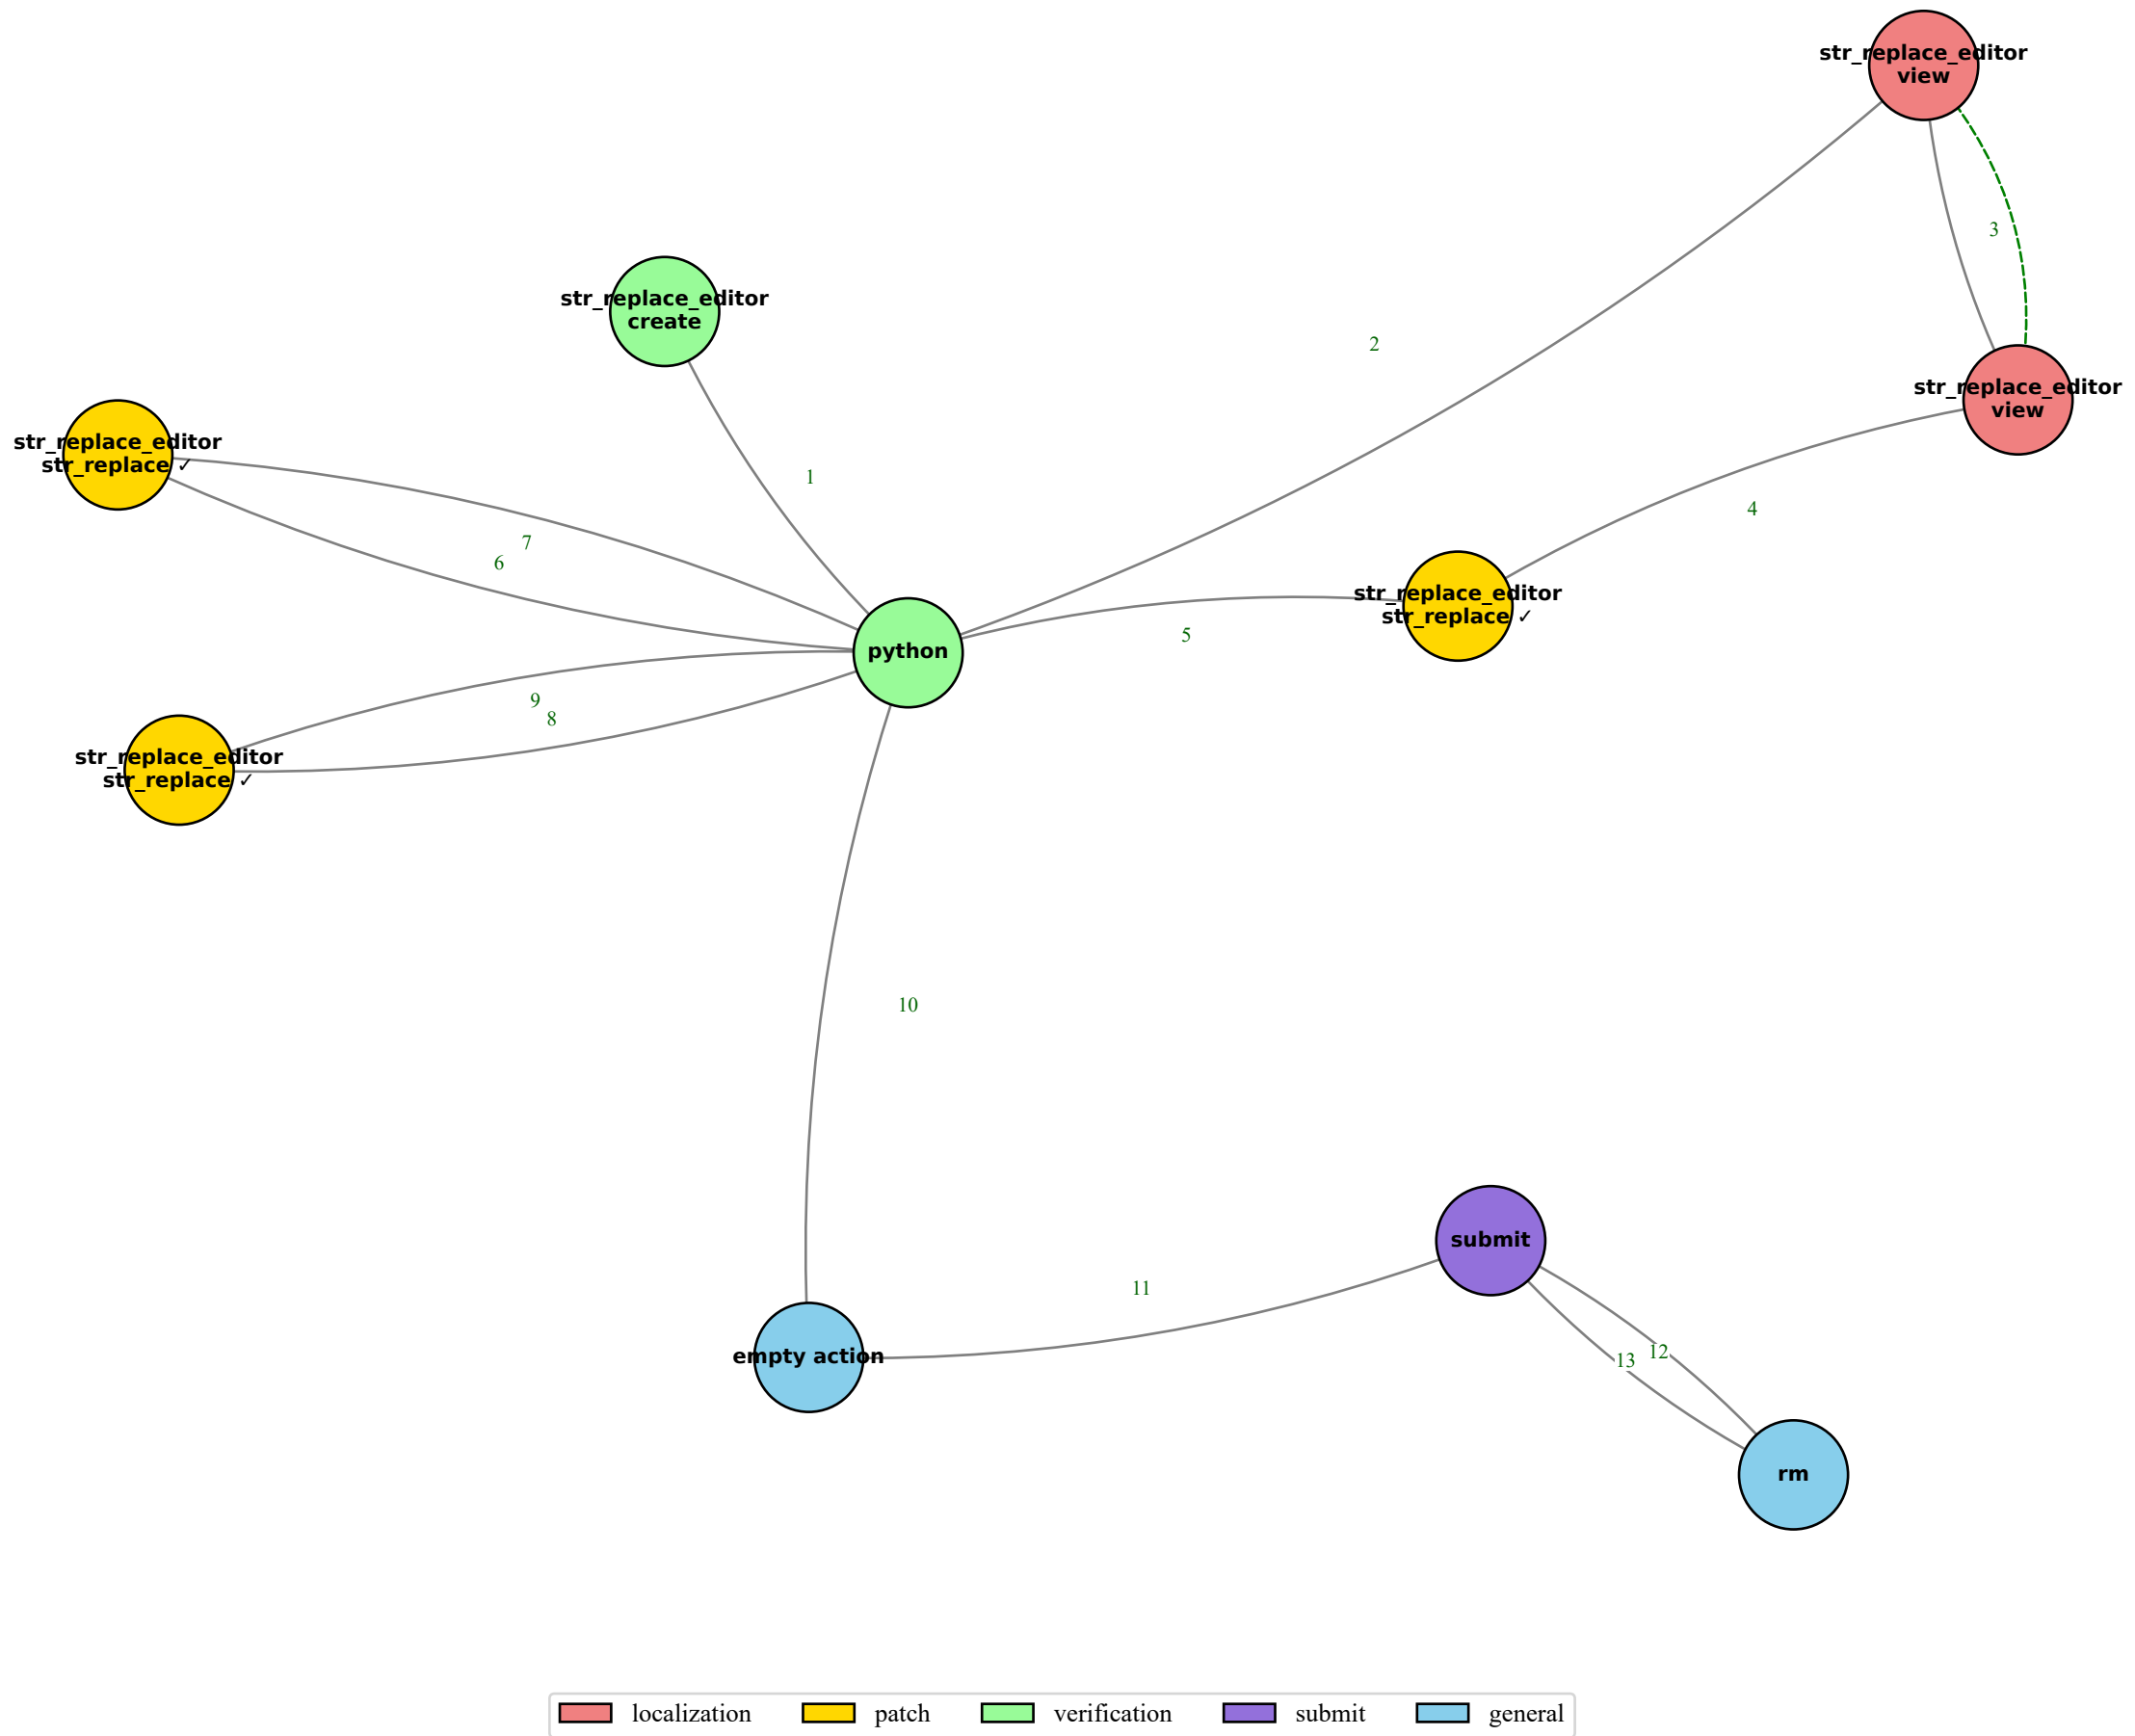 str_replace_editor
view
3
str_replace_editor
create
2
str_replace_editor
view
str_replace_editor
str_replace ✓
1
4
7
6
str_replace_editor
str_replace ✓
5
python
9
8
str_replace_editor
str_replace ✓
10
submit
11
empty action
12
13
rm
localization
patch
verification
submit
general